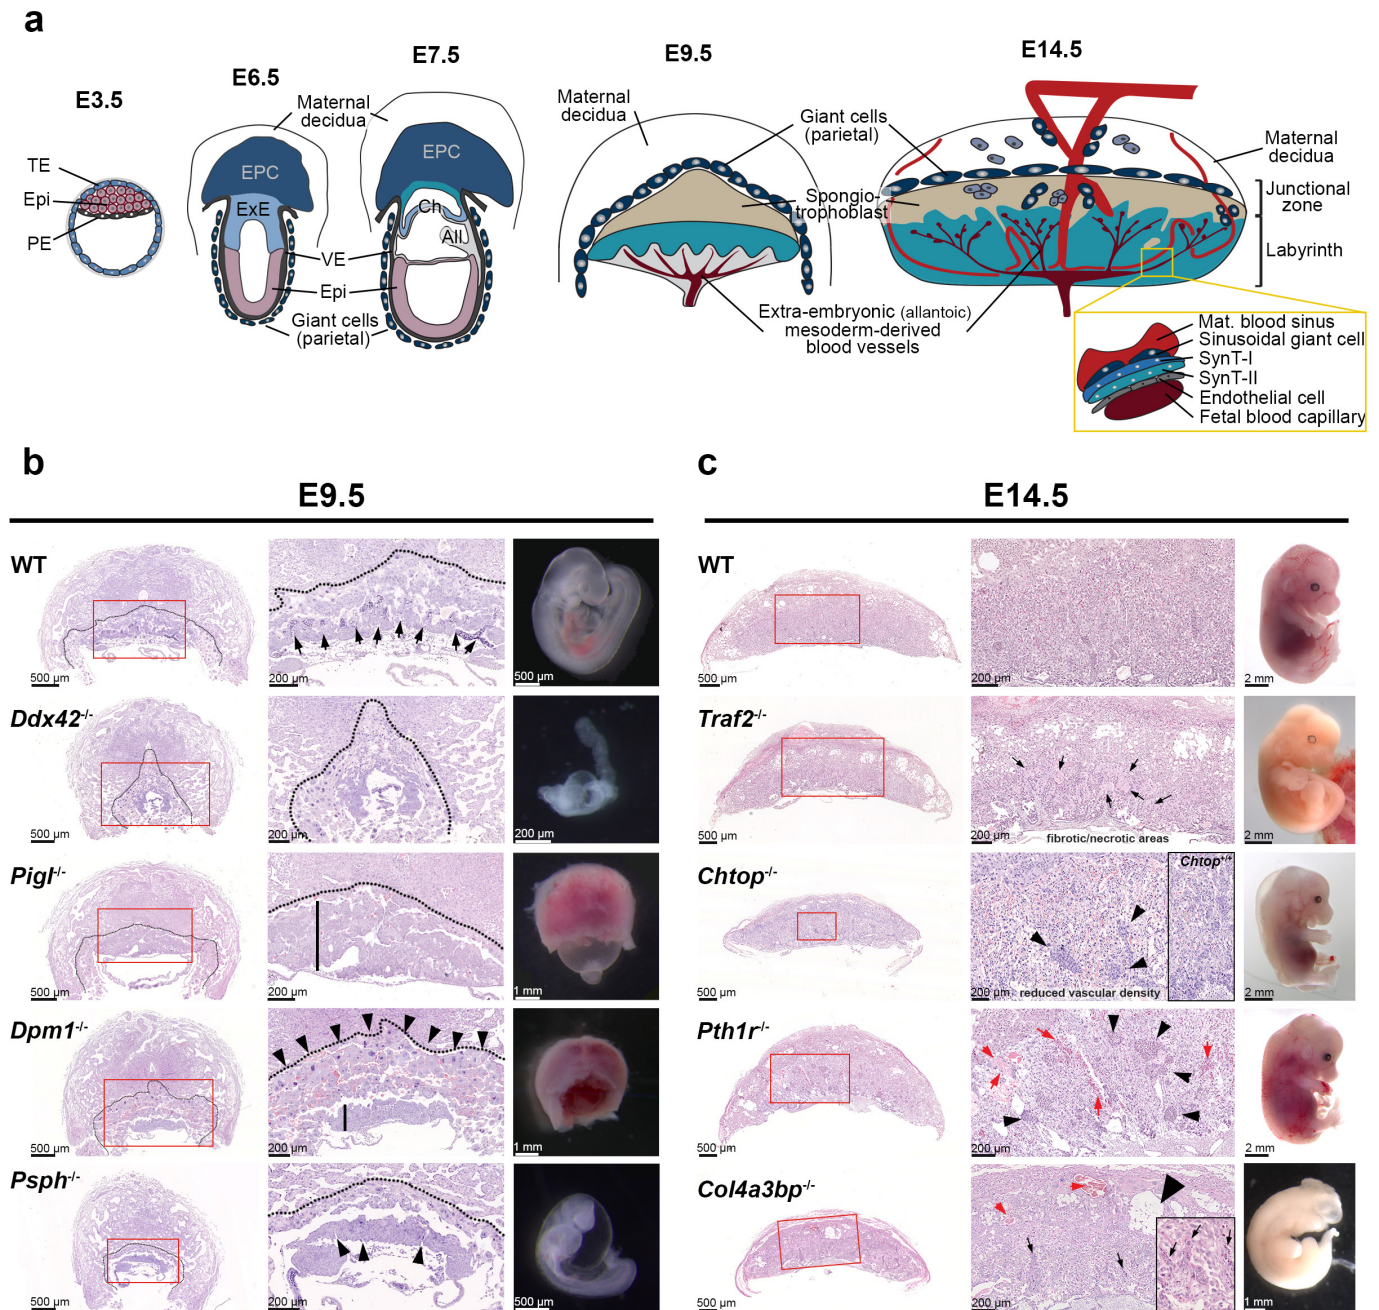 a
E3.5
E6.5
E7.5
E9.5
E14.5
TE
Epi
PE
EPC
ExE
Maternal
decidua
EPC
Ch
All
VE
Epi
Giant cells
(parietal)
Maternal
decidua
Giant cells
(parietal)
Spongio-
trophoblast
Extra-embryonic (allantoic)
mesoderm-derived
blood vessels
Maternal
decidua
Junctional
zone
Labyrinth
Mat. blood sinus
Sinusoidal giant cell
SynT-I
SynT-II
Endothelial cell
Fetal blood capillary
b
E9.5
WT
500 µm
200 µm
500 µm
Ddx42-/-
500 µm
200 µm
200 µm
Pigl-/-
500 µm
200 µm
1 mm
Dpm1-/-
500 µm
200 µm
1 mm
Psph-/-
500 µm
200 µm
500 µm
c
E14.5
WT
500 µm
200 µm
2 mm
Traf2-/-
500 µm
200 µm
fibrotic/necrotic areas
2 mm
Chtop-/-
500 µm
200 µm
reduced vascular density
Chtop+/+
2 mm
Pth1r-/-
500 µm
200 µm
2 mm
Col4a3bp-/-
500 µm
200 µm
1 mm